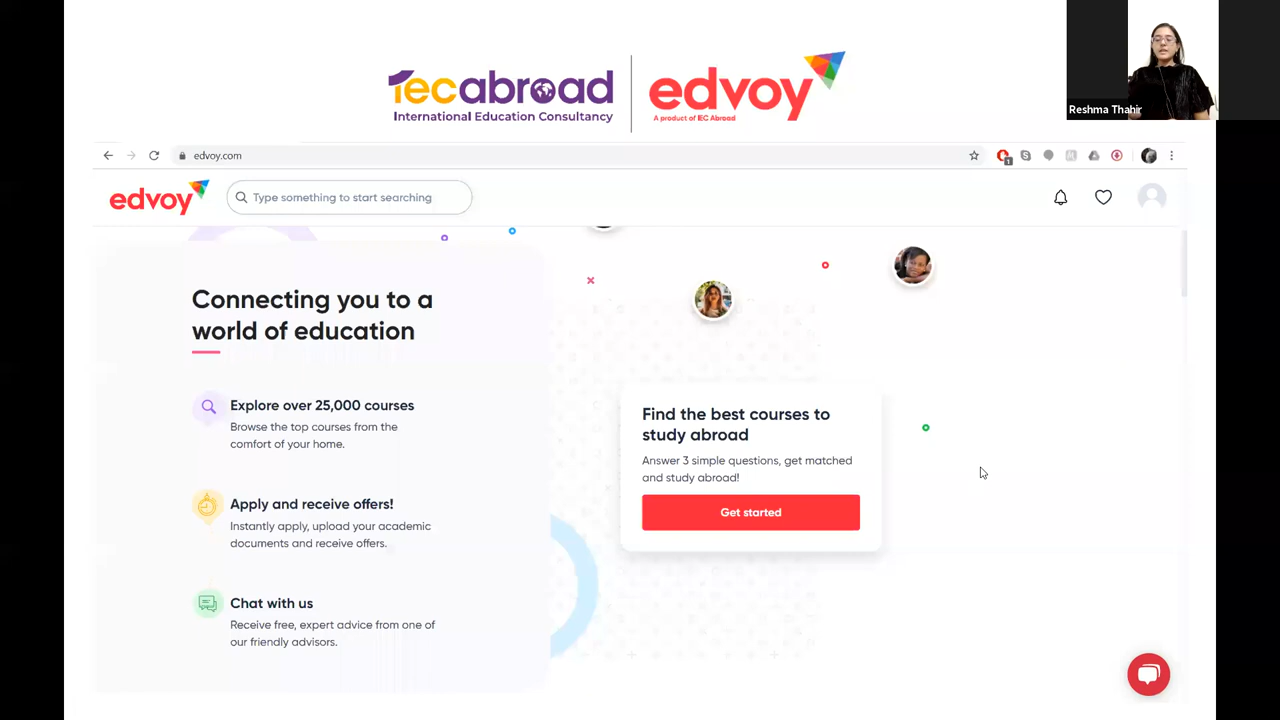 iecabroad
International Education Consultancy
edvoy
A product of EC Abroad
Reshma Thahir
edvoy.com
1
edvoy
Type something to start searching
Connecting you to a
world of education
Explore over 25,000 courses
Browse the top courses from the
comfort of your home.
Apply and receive offers!
Instantly apply, upload your academic
documents and receive offers.
Chat with us
Receive free, expert advice from one of
our friendly advisors.
Find the best courses to
study abroad
Answer 3 simple questions, get matched
and study abroad!
Get started